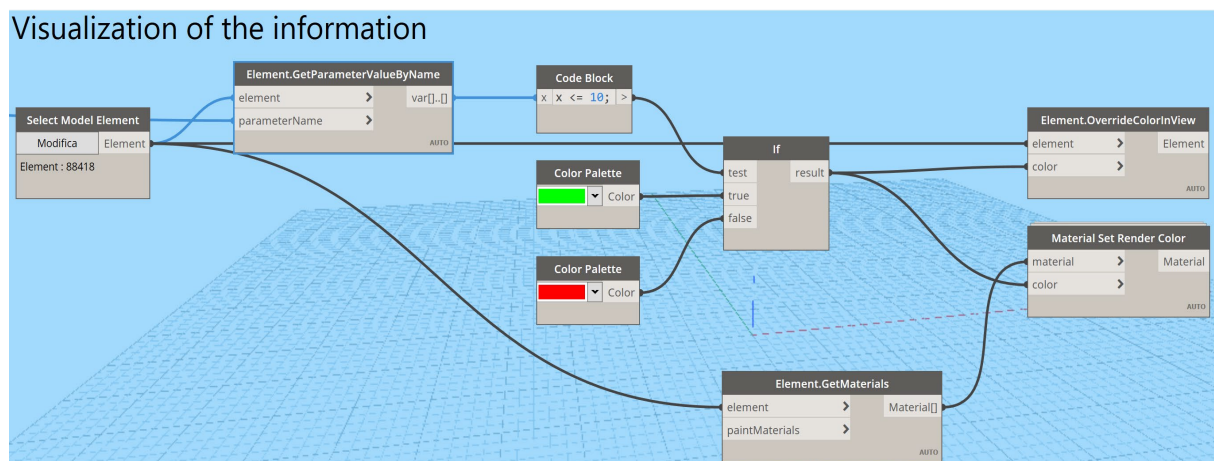 Visualization of the information
Select Model Element
Modifica
Element
Element : 88418
Element.GetParameterValueByName
element
>
var[]..[]
parameterName
>
AUTO
Code Block
x
x <= 10;
>
Color Palette
Color
Color Palette
Color
If
test
result
true
false
Element.OverrideColorInView
element
>
Element
color
>
AUTO
Material Set Render Color
material
>
Material
color
>
AUTO
Element.GetMaterials
element
>
Material[]
paintMaterials
>
AUTO